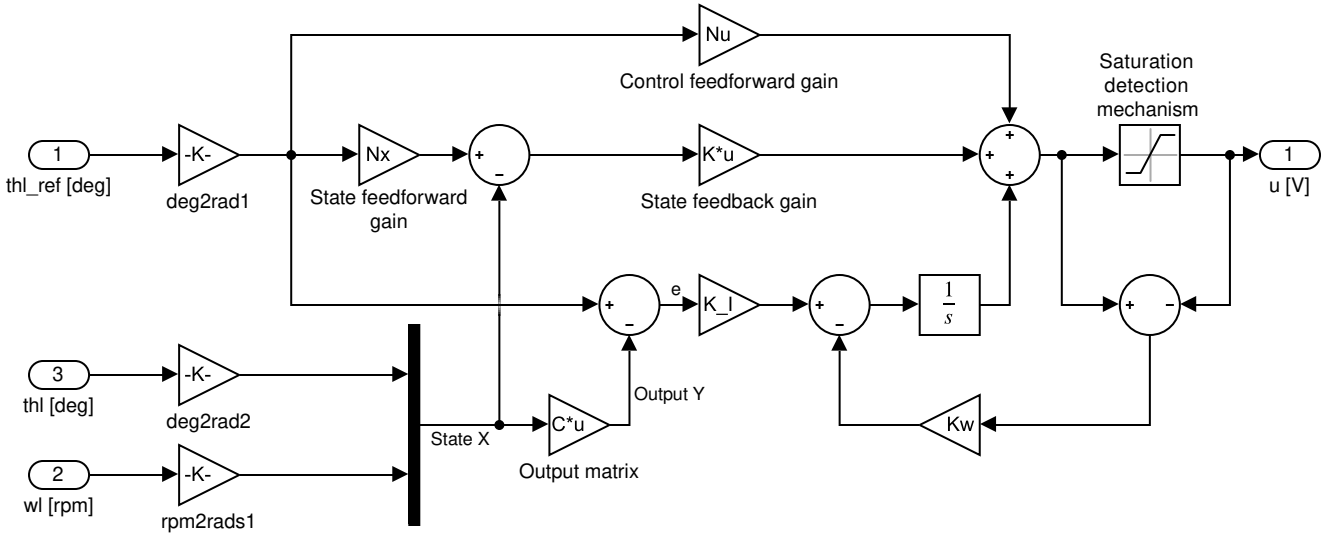 Nu
Control feedforward gain
Saturation
detection
mechanism
1
thl_ref [deg]
-K-
deg2rad1
Nx
State feedforward
gain
+
−
K*u
State feedback gain
+
+
+
1
u [V]
+
−
e
K_I
+
−
1
s
+
−
3
thl [deg]
-K-
deg2rad2
Output Y
State X
C*u
Output matrix
Kw
2
wl [rpm]
-K-
rpm2rads1